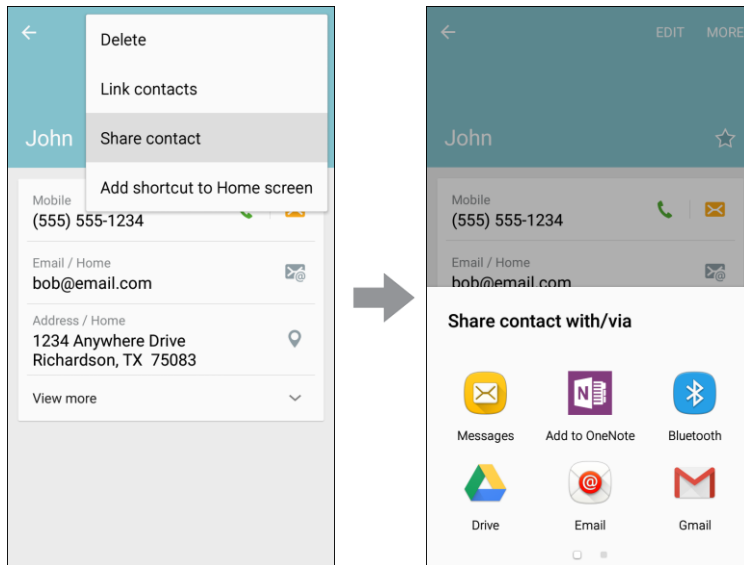 Delete
Link contacts
John
Share contact
Add shortcut to Home screen
Mobile
(555) 555-1234
Email / Home
bob@email.com
Address / Home
1234 Anywhere Drive
Richardson, TX 75083
View more
EDIT MORE
John
Mobile
(555) 555-1234
Email / Home
bob@email.com
Share contact with/via
N
Messages
Add to OneNote
Bluetooth
@
Drive
Email
Gmail